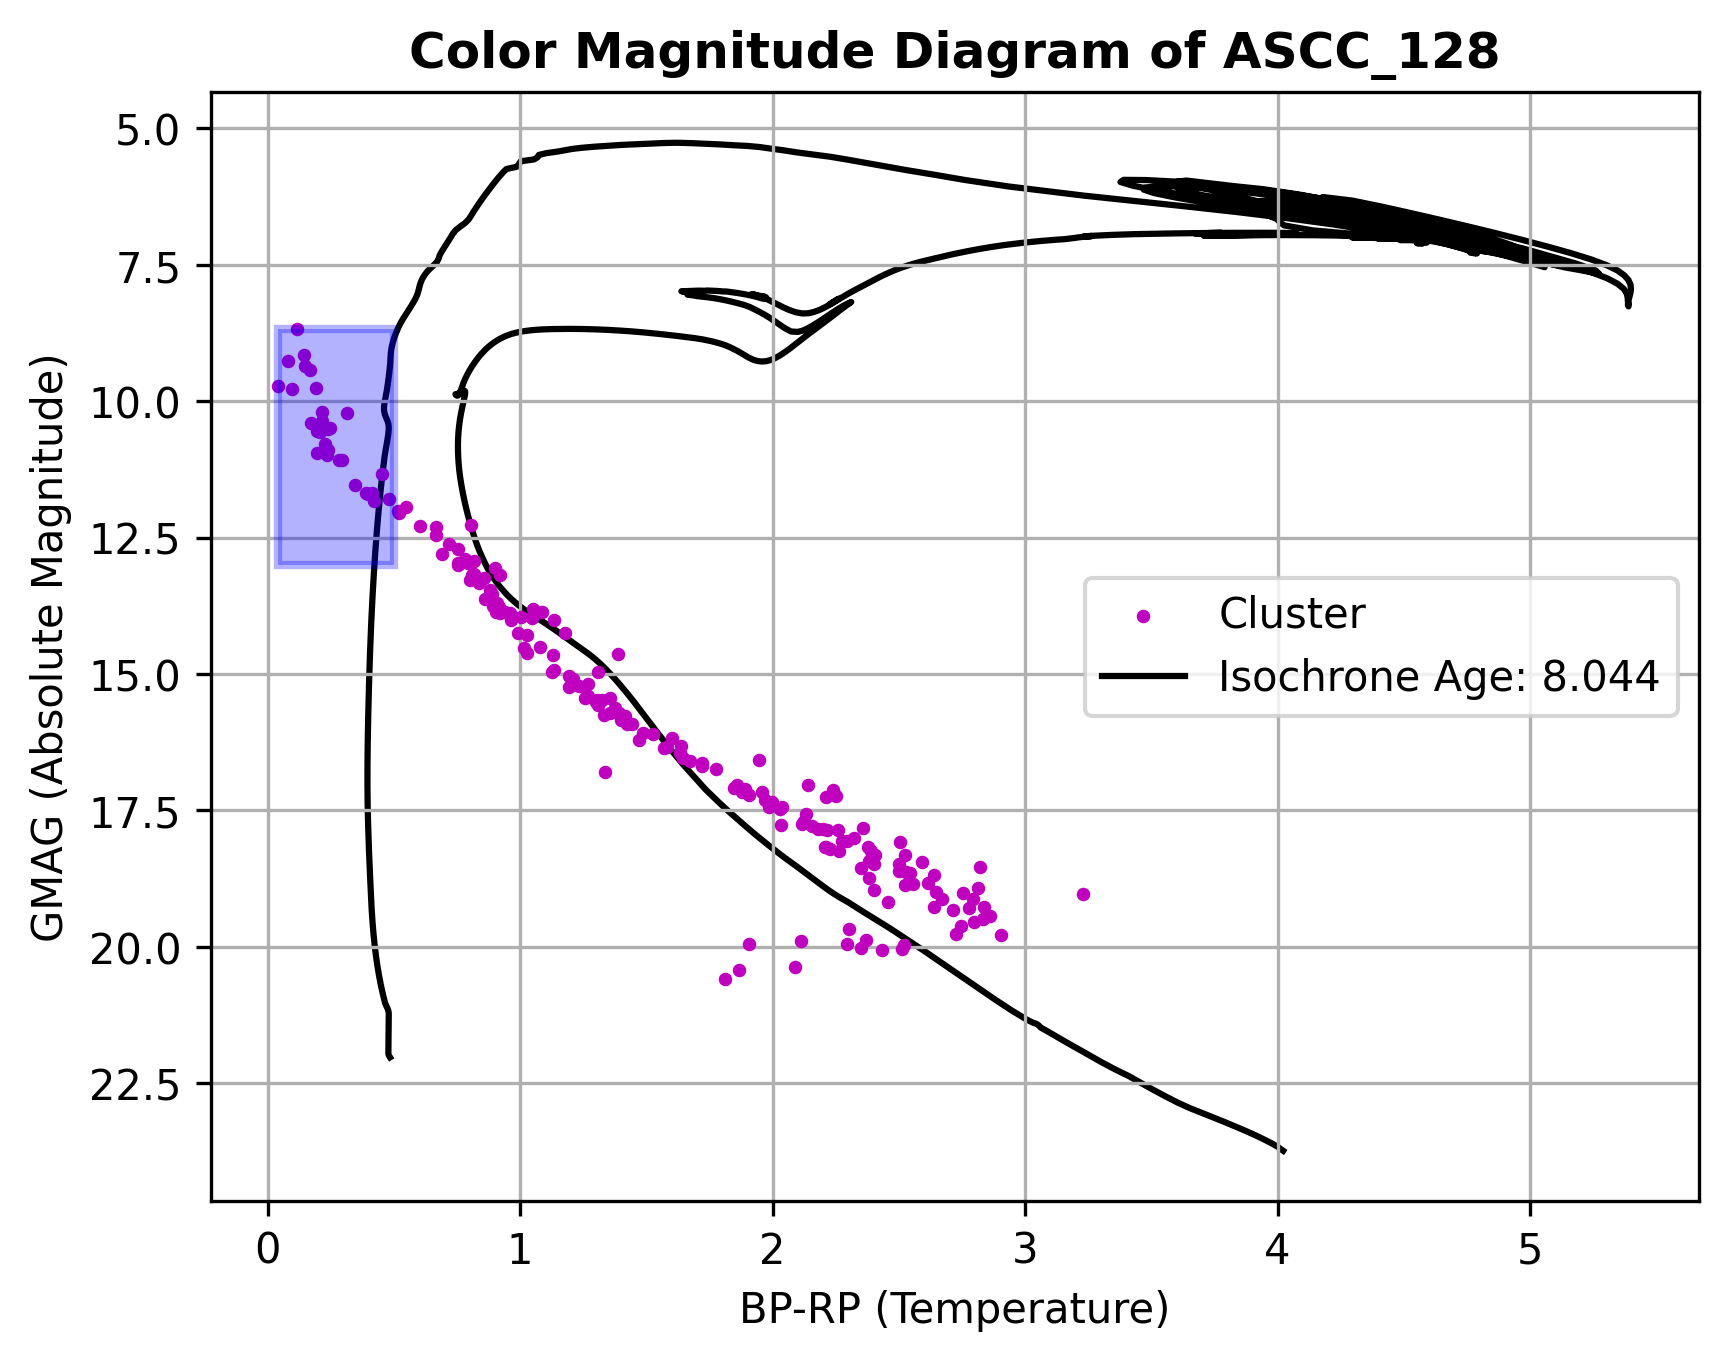 Color Magnitude Diagram of ASCC_128
GMAG (Absolute Magnitude)
5.0
7.5
10.0
12.5
15.0
17.5
20.0
22.5
Cluster
Isochrone Age: 8.044
0 1 2 3 4 5
BP-RP (Temperature)